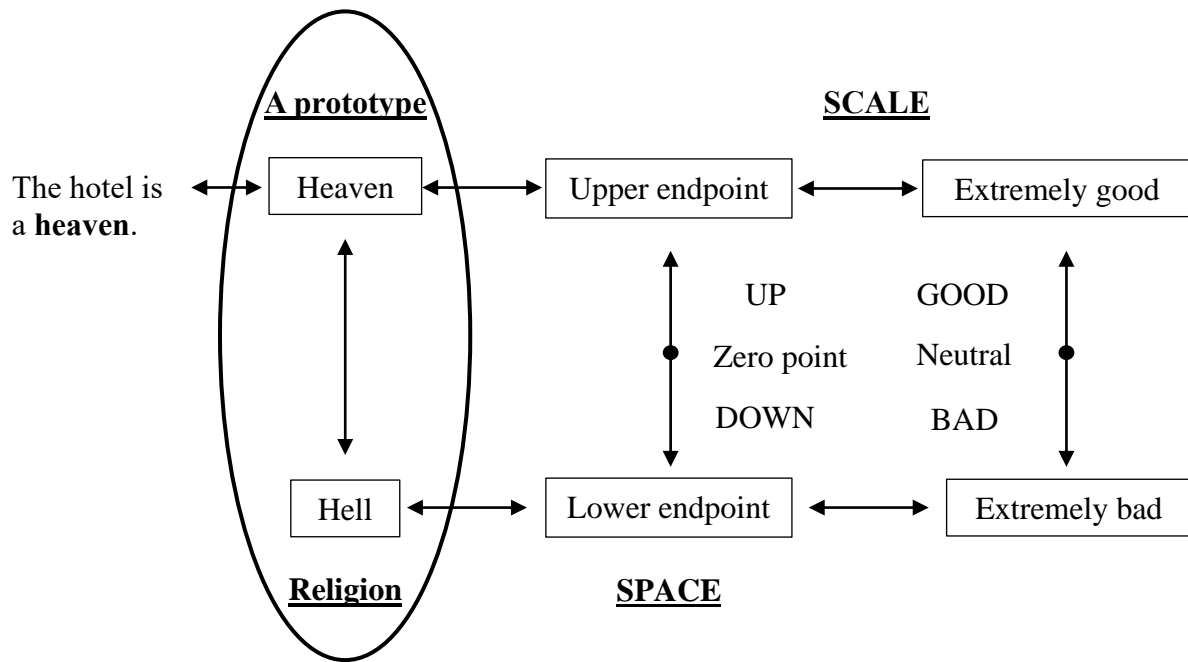 A prototype
SCALE
The hotel is
a heaven.
Heaven
Upper endpoint
Extremely good
UP
GOOD
Zero point
Neutral
DOWN
BAD
Hell
Lower endpoint
Extremely bad
Religion
SPACE